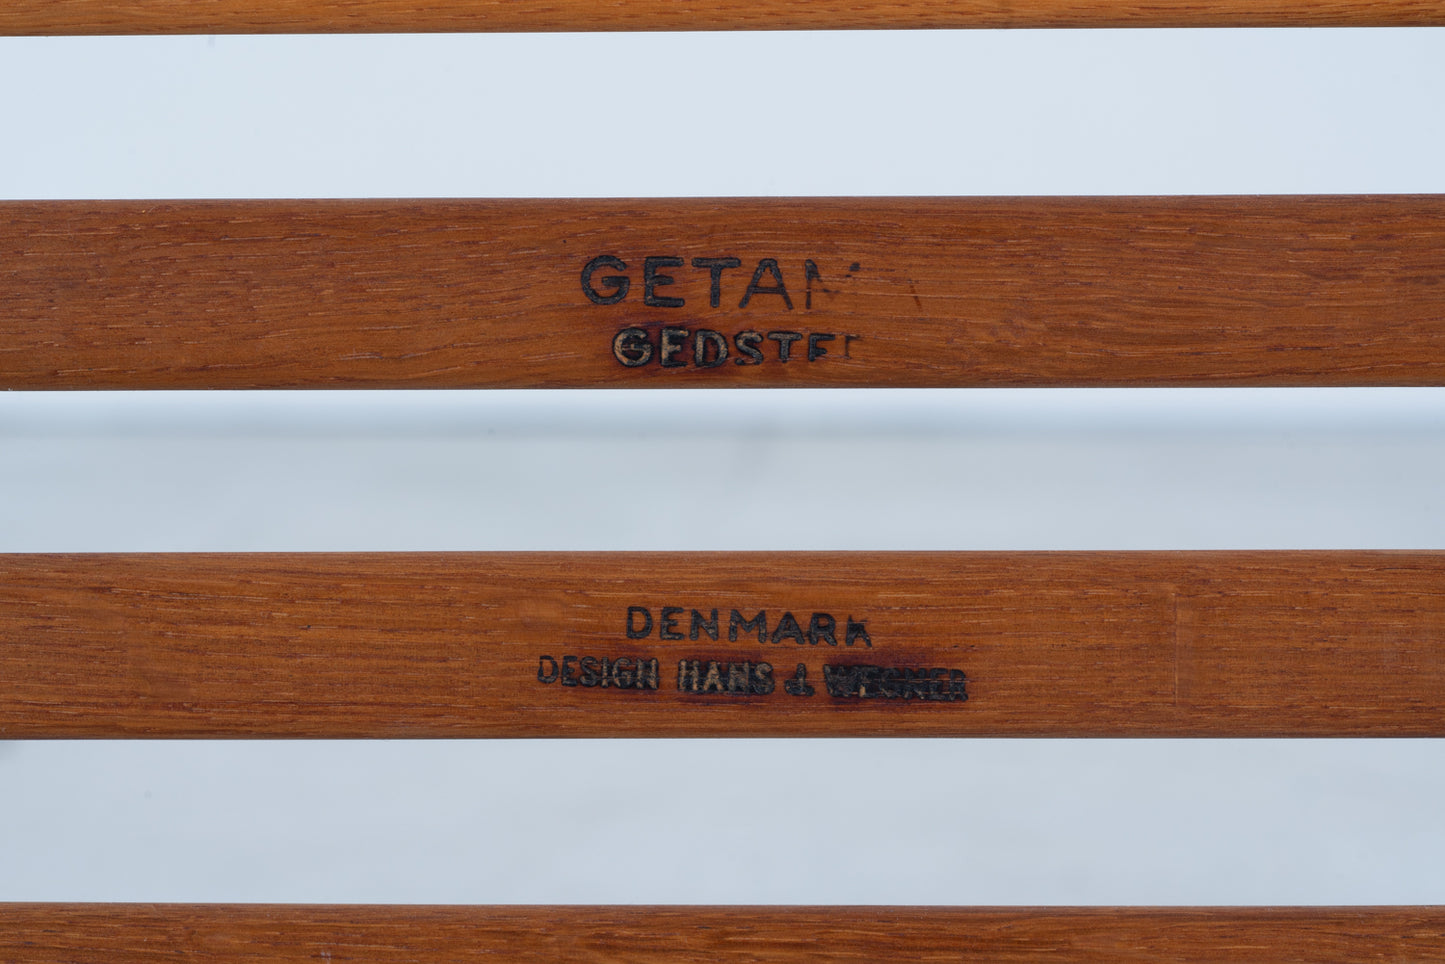 GETAM
GEDSTE
DENMARK
DESIGN HANS J. WEGNER